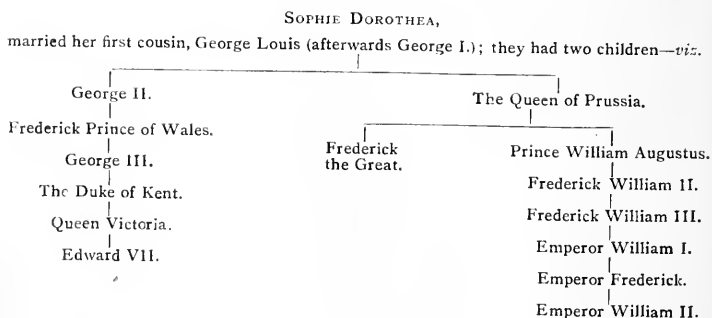 SOPHIE DOROTHEA,
married her first cousin, George Louis (afterwards George I.); they had two children—viz.
George II.
Frederick Prince of Wales.
George III.
The Duke of Kent.
Queen Victoria.
Edward VII.
The Queen of Prussia.
Frederick
the Great.
Prince William Augustus.
Frederick William II.
Frederick William III.
Emperor William I.
Emperor Frederick.
Emperor William II.